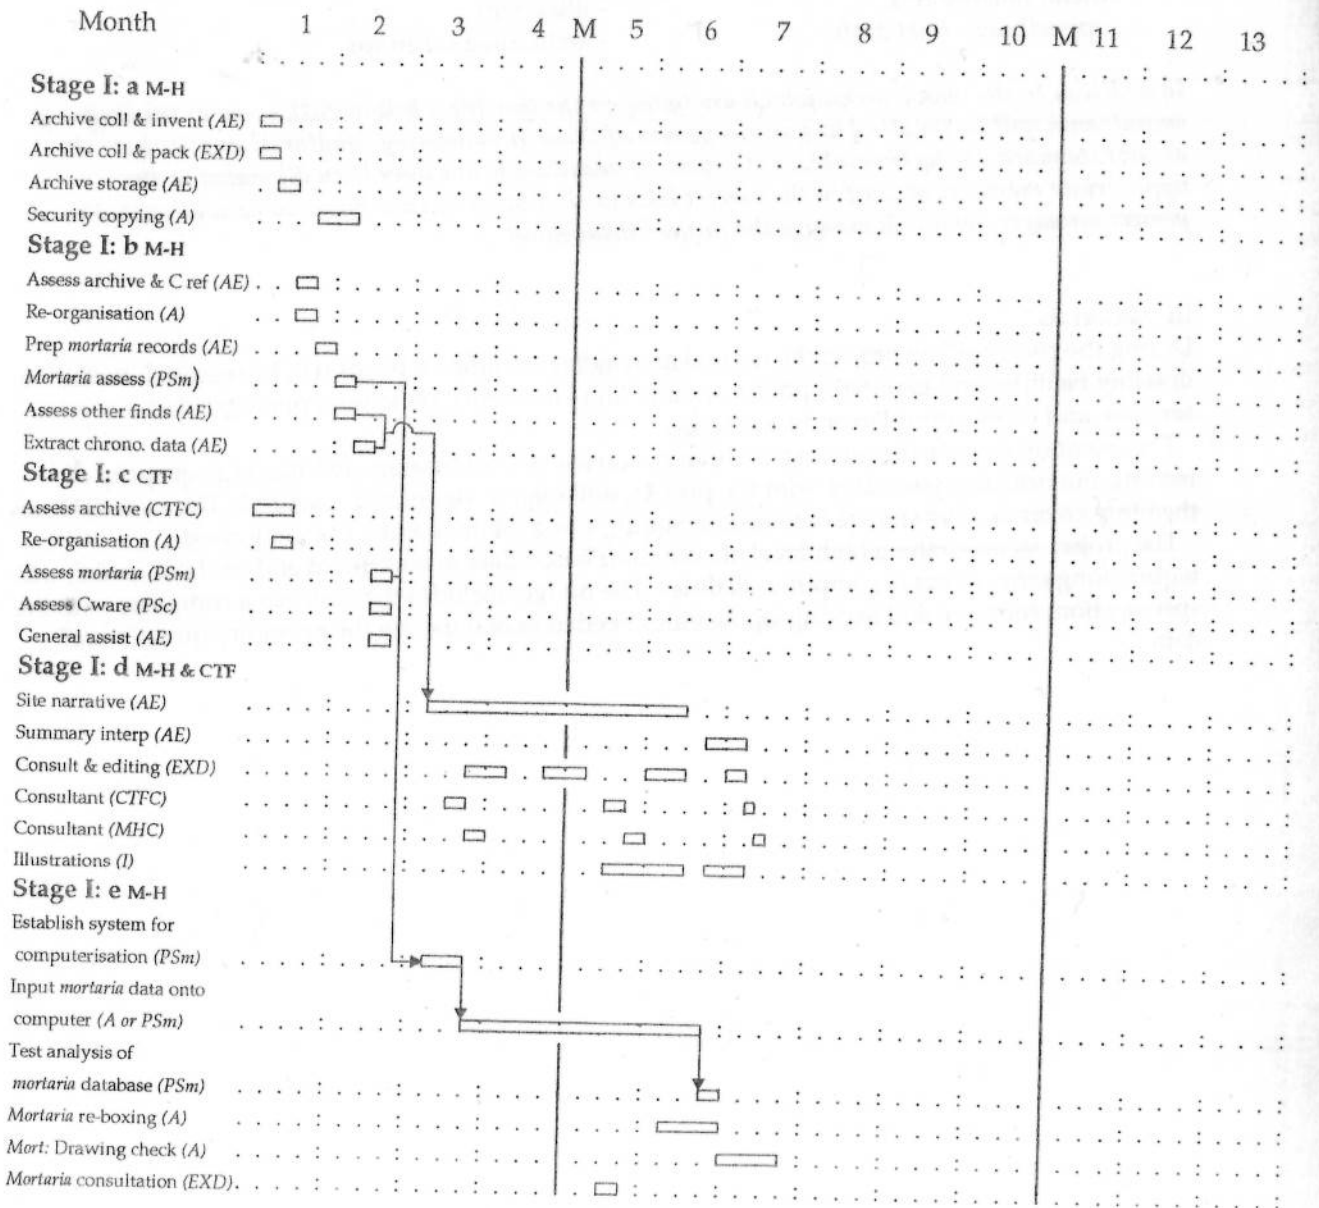 Month 1 2 3 4 M 5 6 7 8 9 10 M 11 12 13
Stage I: a M-H
Archive coll & invent (AE)
Archive coll & pack (EXD)
Archive storage (AE)
Security copying (A)
Stage I: b M-H
Assess archive & C ref (AE)
Re-organisation (A)
Prep mortaria records (AE)
Mortaria assess (PSm)
Assess other finds (AE)
Extract chrono. data (AE)
Stage I: c CTF
Assess archive (CTFC)
Re-organisation (A)
Assess mortaria (PSm)
Assess Cware (PSc)
General assist (AE)
Stage I: d M-H & CTF
Site narrative (AE)
Summary interp (AE)
Consult & editing (EXD)
Consultant (CTFC)
Consultant (MHC)
Illustrations (I)
Stage I: e M-H
Establish system for
computerisation (PSm)
Input mortaria data onto
computer (A or PSm)
Test analysis of
mortaria database (PSm)
Mortaria re-boxing (A)
Mort: Drawing check (A)
Mortaria consultation (EXD).